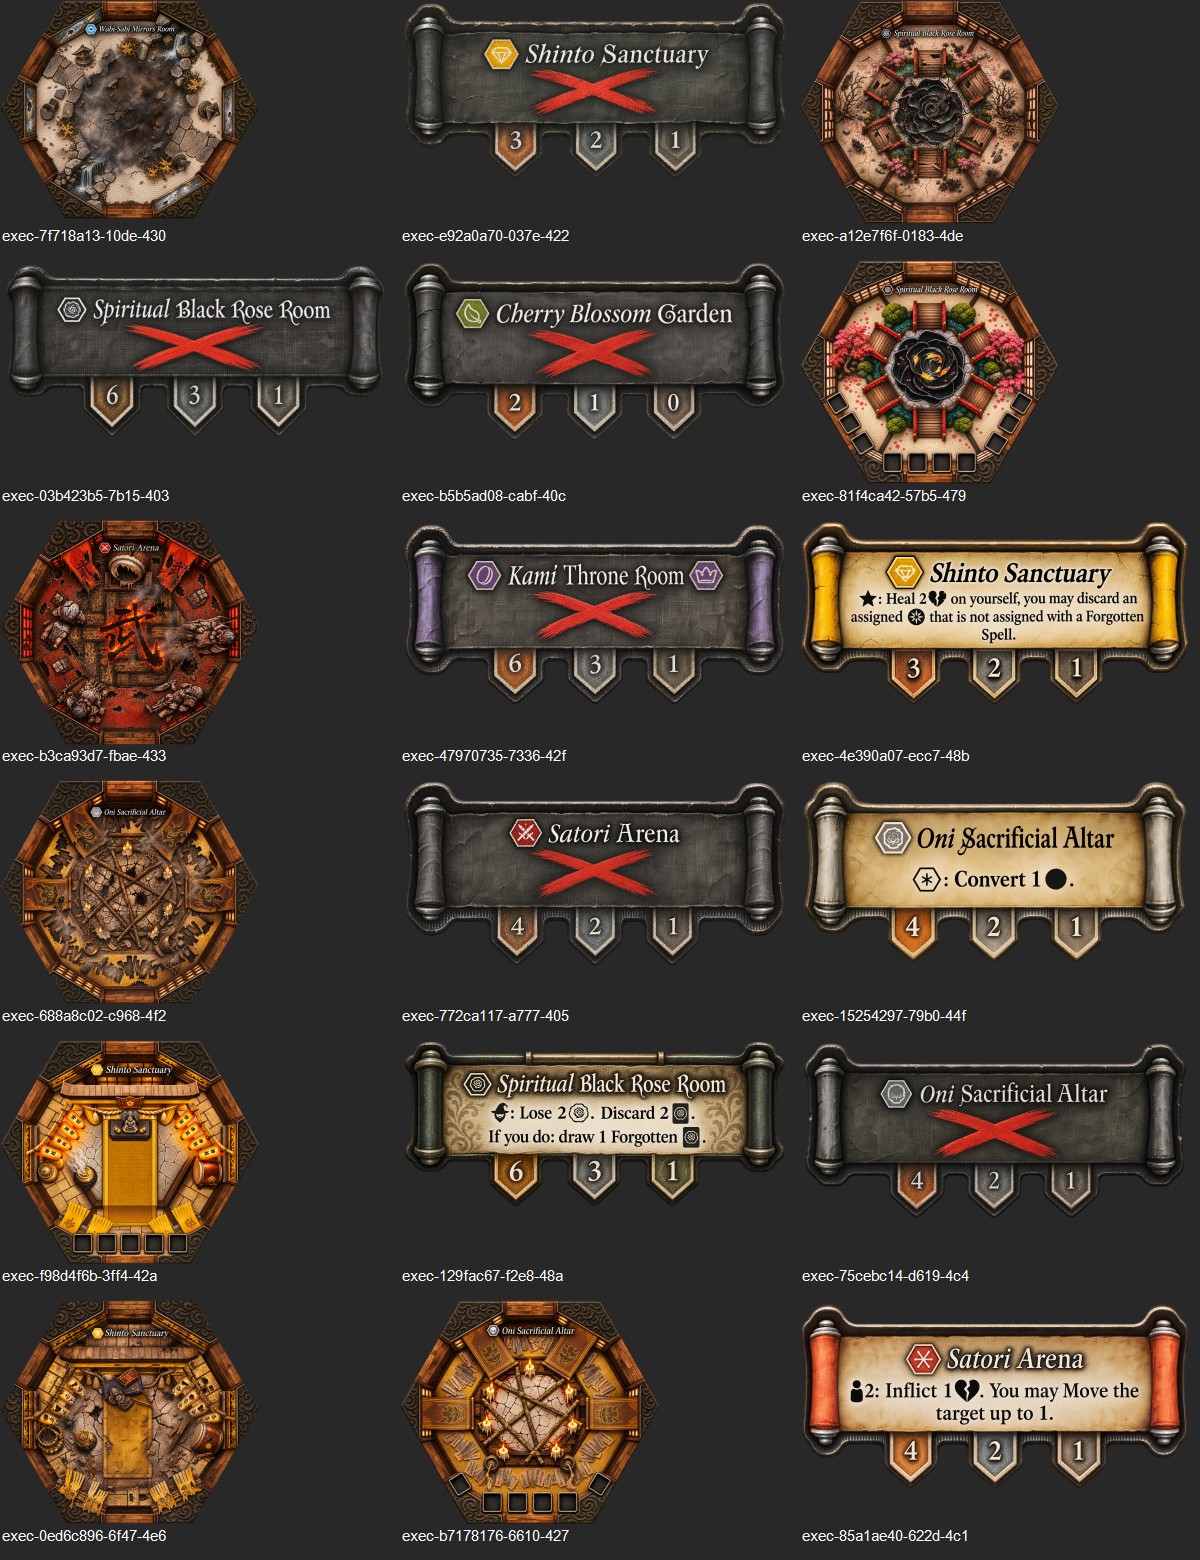 Wabi-Sabi Mirrors Room
Shinto Sanctuary
3 2 1
Spiritual Black Rose Room
exec-7f718a13-10de-430
exec-e92a0a70-037e-422
exec-a12e7f6f-0183-4de
Spiritual Black Rose Room
6 3 1
Cherry Blossom Garden
2 1 0
Spiritual Black Rose Room
exec-03b423b5-7b15-403
exec-b5b5ad08-cabf-40c
exec-81f4ca42-57b5-479
Satori Arena
武
Kami Throne Room
6 3 1
Shinto Sanctuary
: Heal 2 on yourself, you may discard an
assigned that is not assigned with a Forgotten
Spell.
3 2 1
exec-b3ca93d7-fbae-433
exec-47970735-7336-42f
exec-4e390a07-ecc7-48b
Oni Sacrificial Altar
Satori Arena
4 2 1
Oni Sacrificial Altar
: Convert 1 .
4 2 1
exec-688a8c02-c968-4f2
exec-772ca117-a777-405
exec-15254297-79b0-44f
Shinto Sanctuary
Spiritual Black Rose Room
: Lose 2 . Discard 2 .
If you do: draw 1 Forgotten .
6 3 1
Oni Sacrificial Altar
4 2 1
exec-f98d4f6b-3ff4-42a
exec-129fac67-f2e8-48a
exec-75cebc14-d619-4c4
Shinto Sanctuary
Oni Sacrificial Altar
Satori Arena
2: Inflict 1 . You may Move the
target up to 1.
4 2 1
exec-0ed6c896-6f47-4e6
exec-b7178176-6610-427
exec-85a1ae40-622d-4c1